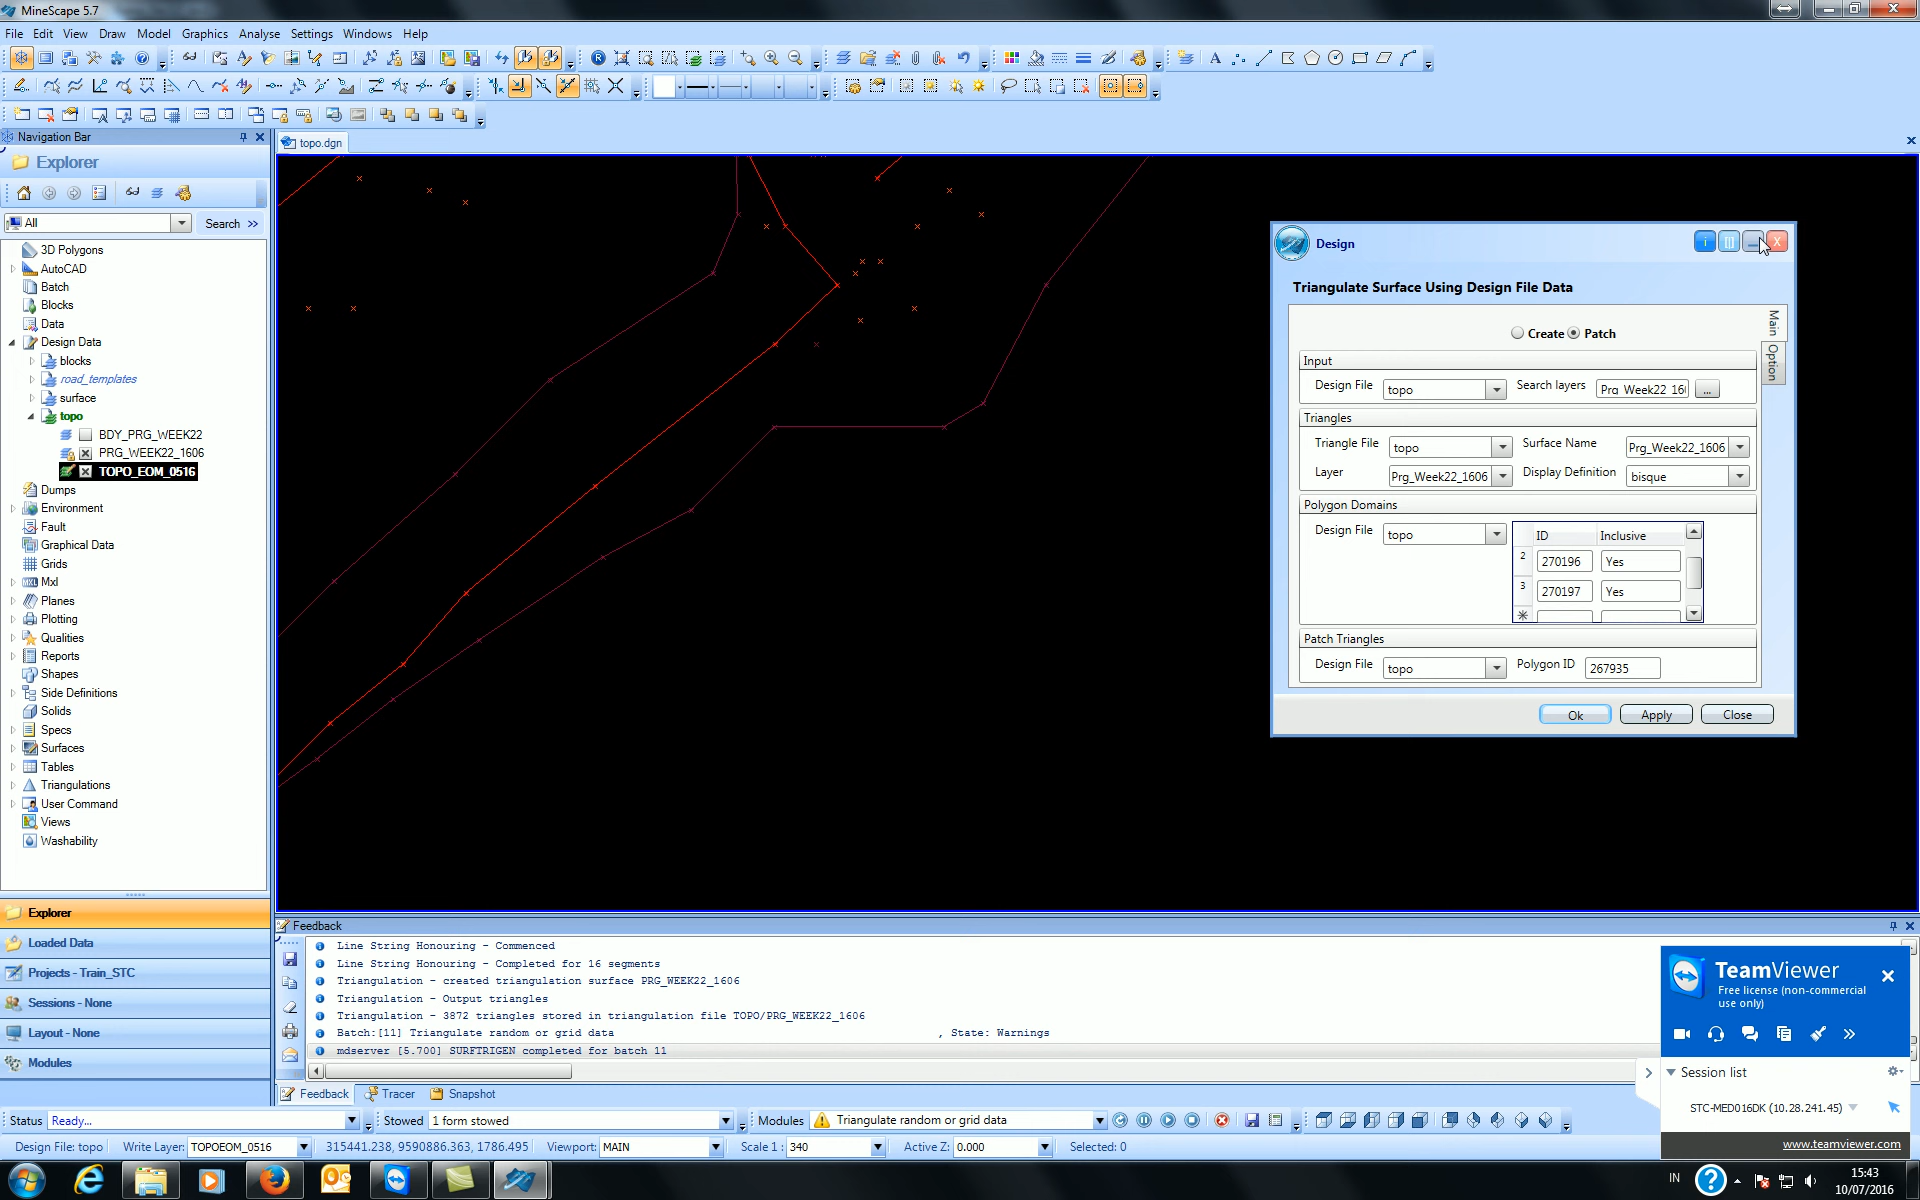 MineScape 5.7
File Edit View Draw Model Graphics Analyse Settings Windows Help
Navigation Bar
topo.dgn
Explorer
All
Search
3D Polygons
AutoCAD
Batch
Blocks
Data
Design Data
blocks
road_templates
surface
topo
BDY_PRG_WEEK22
PRG_WEEK22_1606
TOPO_EOM_0516
Dumps
Environment
Fault
Graphical Data
Grids
Mxl
Planes
Plotting
Qualities
Reports
Shapes
Side Definitions
Solids
Specs
Surfaces
Tables
Triangulations
User Command
Views
Washability
Explorer
Loaded Data
Projects - Train_STC
Sessions - None
Layout - None
Modules
Design
Triangulate Surface Using Design File Data
Create Patch
Main
Option
Input
Design File topo Search layers Prg_Week22_16 ...
Triangles
Triangle File topo Surface Name Prg_Week22_1606
Layer Prg_Week22_1606 Display Definition bisque
Polygon Domains
Design File topo ID Inclusive
2 270196 Yes
3 270197 Yes
Patch Triangles
Design File topo Polygon ID 267935
Ok Apply Close
Feedback
Line String Honouring - Commenced
Line String Honouring - Completed for 16 segments
Triangulation - created triangulation surface PRG_WEEK22_1606
Triangulation - Output triangles
Triangulation - 3872 triangles stored in triangulation file TOPO/PRG_WEEK22_1606
Batch:[11] Triangulate random or grid data , State: Warnings
mdserver [5.700] SURFTRIGEN completed for batch 11
Feedback Tracer Snapshot
TeamViewer
Free license (non-commercial
use only)
Session list
STC-MED016DK (10.28.241.45)
www.teamviewer.com
Status Ready... Stowed 1 form stowed Modules Triangulate random or grid data
Design File: topo Write Layer: TOPOEOM_0516 315441.238, 9590886.363, 1786.495 Viewport: MAIN Scale 1 : 340 Active Z: 0.000 Selected: 0
IN
15:43
10/07/2016